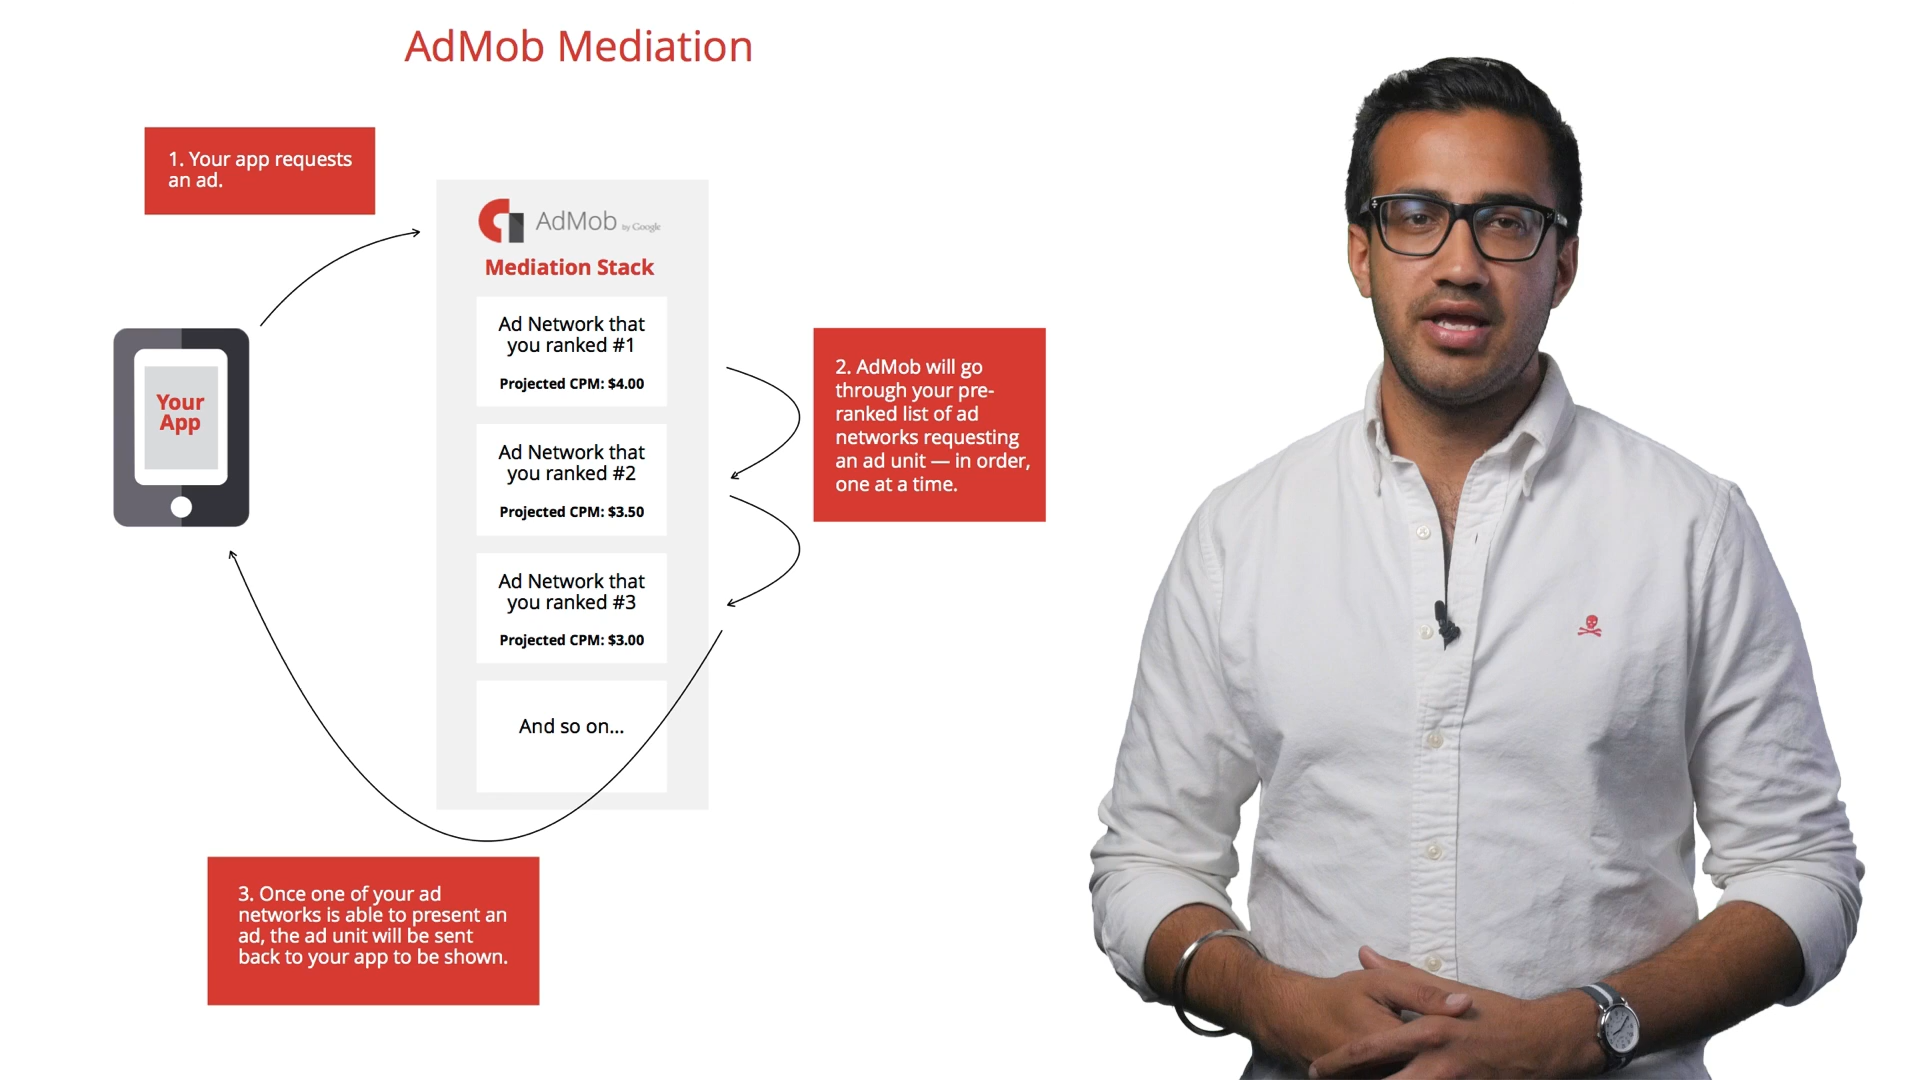 AdMob Mediation
1. Your app requests
an ad.
AdMob by Google
Mediation Stack
Ad Network that
you ranked #1
Projected CPM: $4.00
Ad Network that
you ranked #2
Projected CPM: $3.50
Ad Network that
you ranked #3
Projected CPM: $3.00
And so on...
Your
App
2. AdMob will go
through your pre-
ranked list of ad
networks requesting
an ad unit — in order,
one at a time.
3. Once one of your ad
networks is able to present an
ad, the ad unit will be sent
back to your app to be shown.